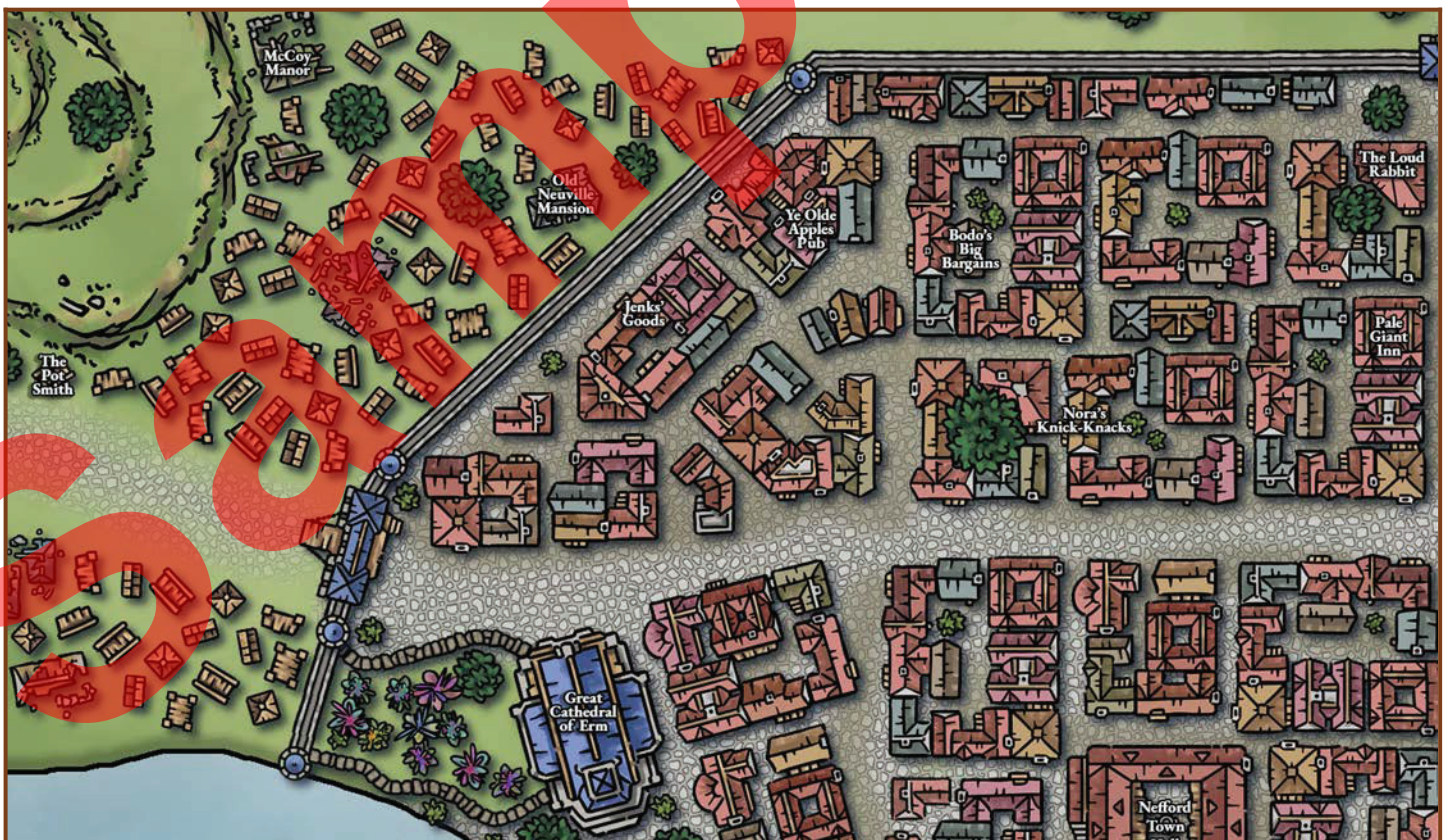 McCoy
Manor
Old
Neuville
Mansion
The
Pot
Smith
Jenks'
Goods
Ye Olde
Apples
Pub
Bodo's
Big
Bargains
The Loud
Rabbit
Pale
Giant
Inn
Nora's
Knick-Knacks
Great
Cathedral
of Erm
Nefford
Town
Samp